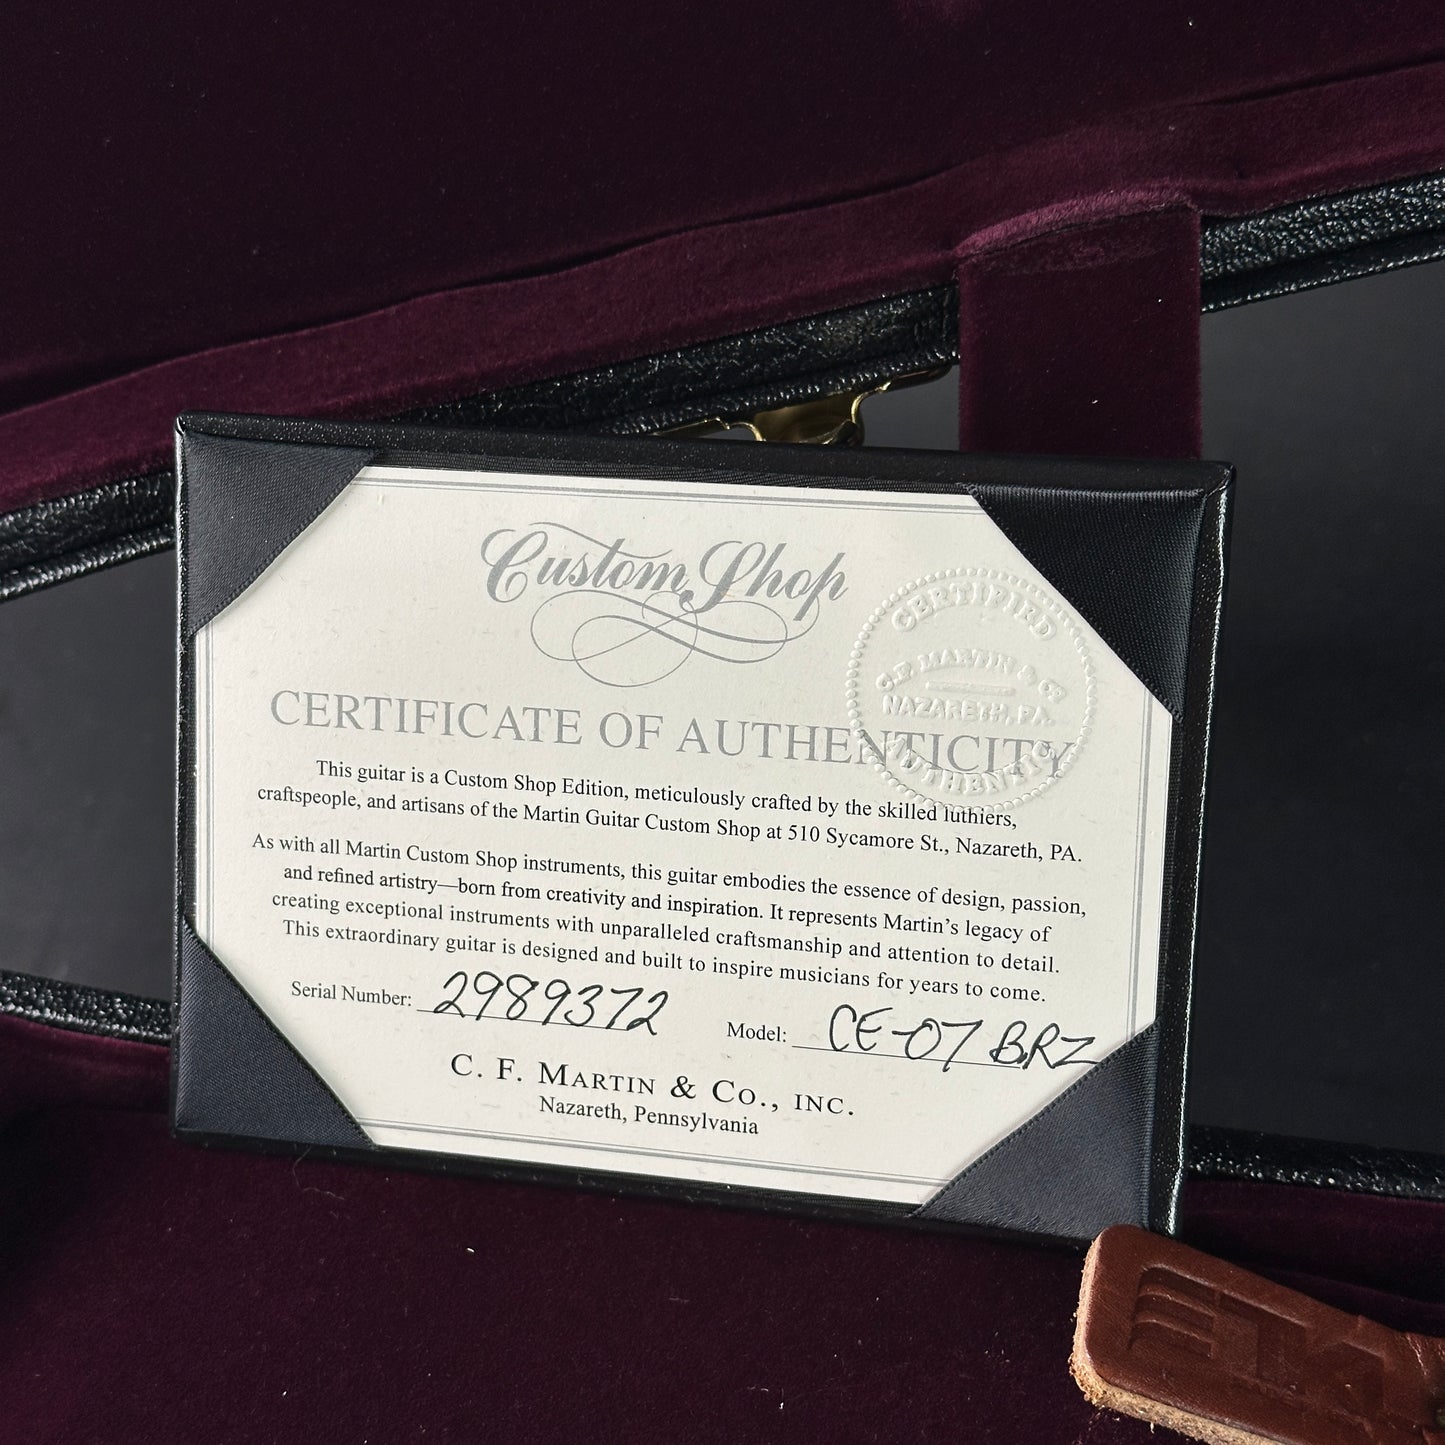 Custom Shop
CERTIFIED
C.F. MARTIN & CO
NAZARETH, PA.
AUTHENTIC
CERTIFICATE OF AUTHENTICITY
This guitar is a Custom Shop Edition, meticulously crafted by the skilled luthiers,
craftspeople, and artisans of the Martin Guitar Custom Shop at 510 Sycamore St., Nazareth, PA.
As with all Martin Custom Shop instruments, this guitar embodies the essence of design, passion,
and refined artistry—born from creativity and inspiration. It represents Martin’s legacy of
creating exceptional instruments with unparalleled craftsmanship and attention to detail.
This extraordinary guitar is designed and built to inspire musicians for years to come.
Serial Number: 2989372 Model: CE-07 BRZ
C. F. MARTIN & CO., INC.
Nazareth, Pennsylvania